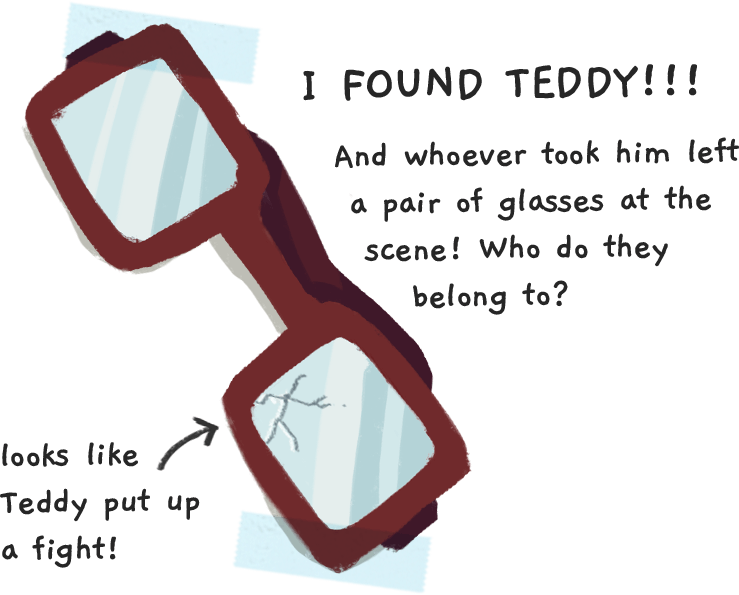 I FOUND TEDDY!!!
And whoever took him left
a pair of glasses at the
scene! Who do they
belong to?
looks like
Teddy put up
a fight!